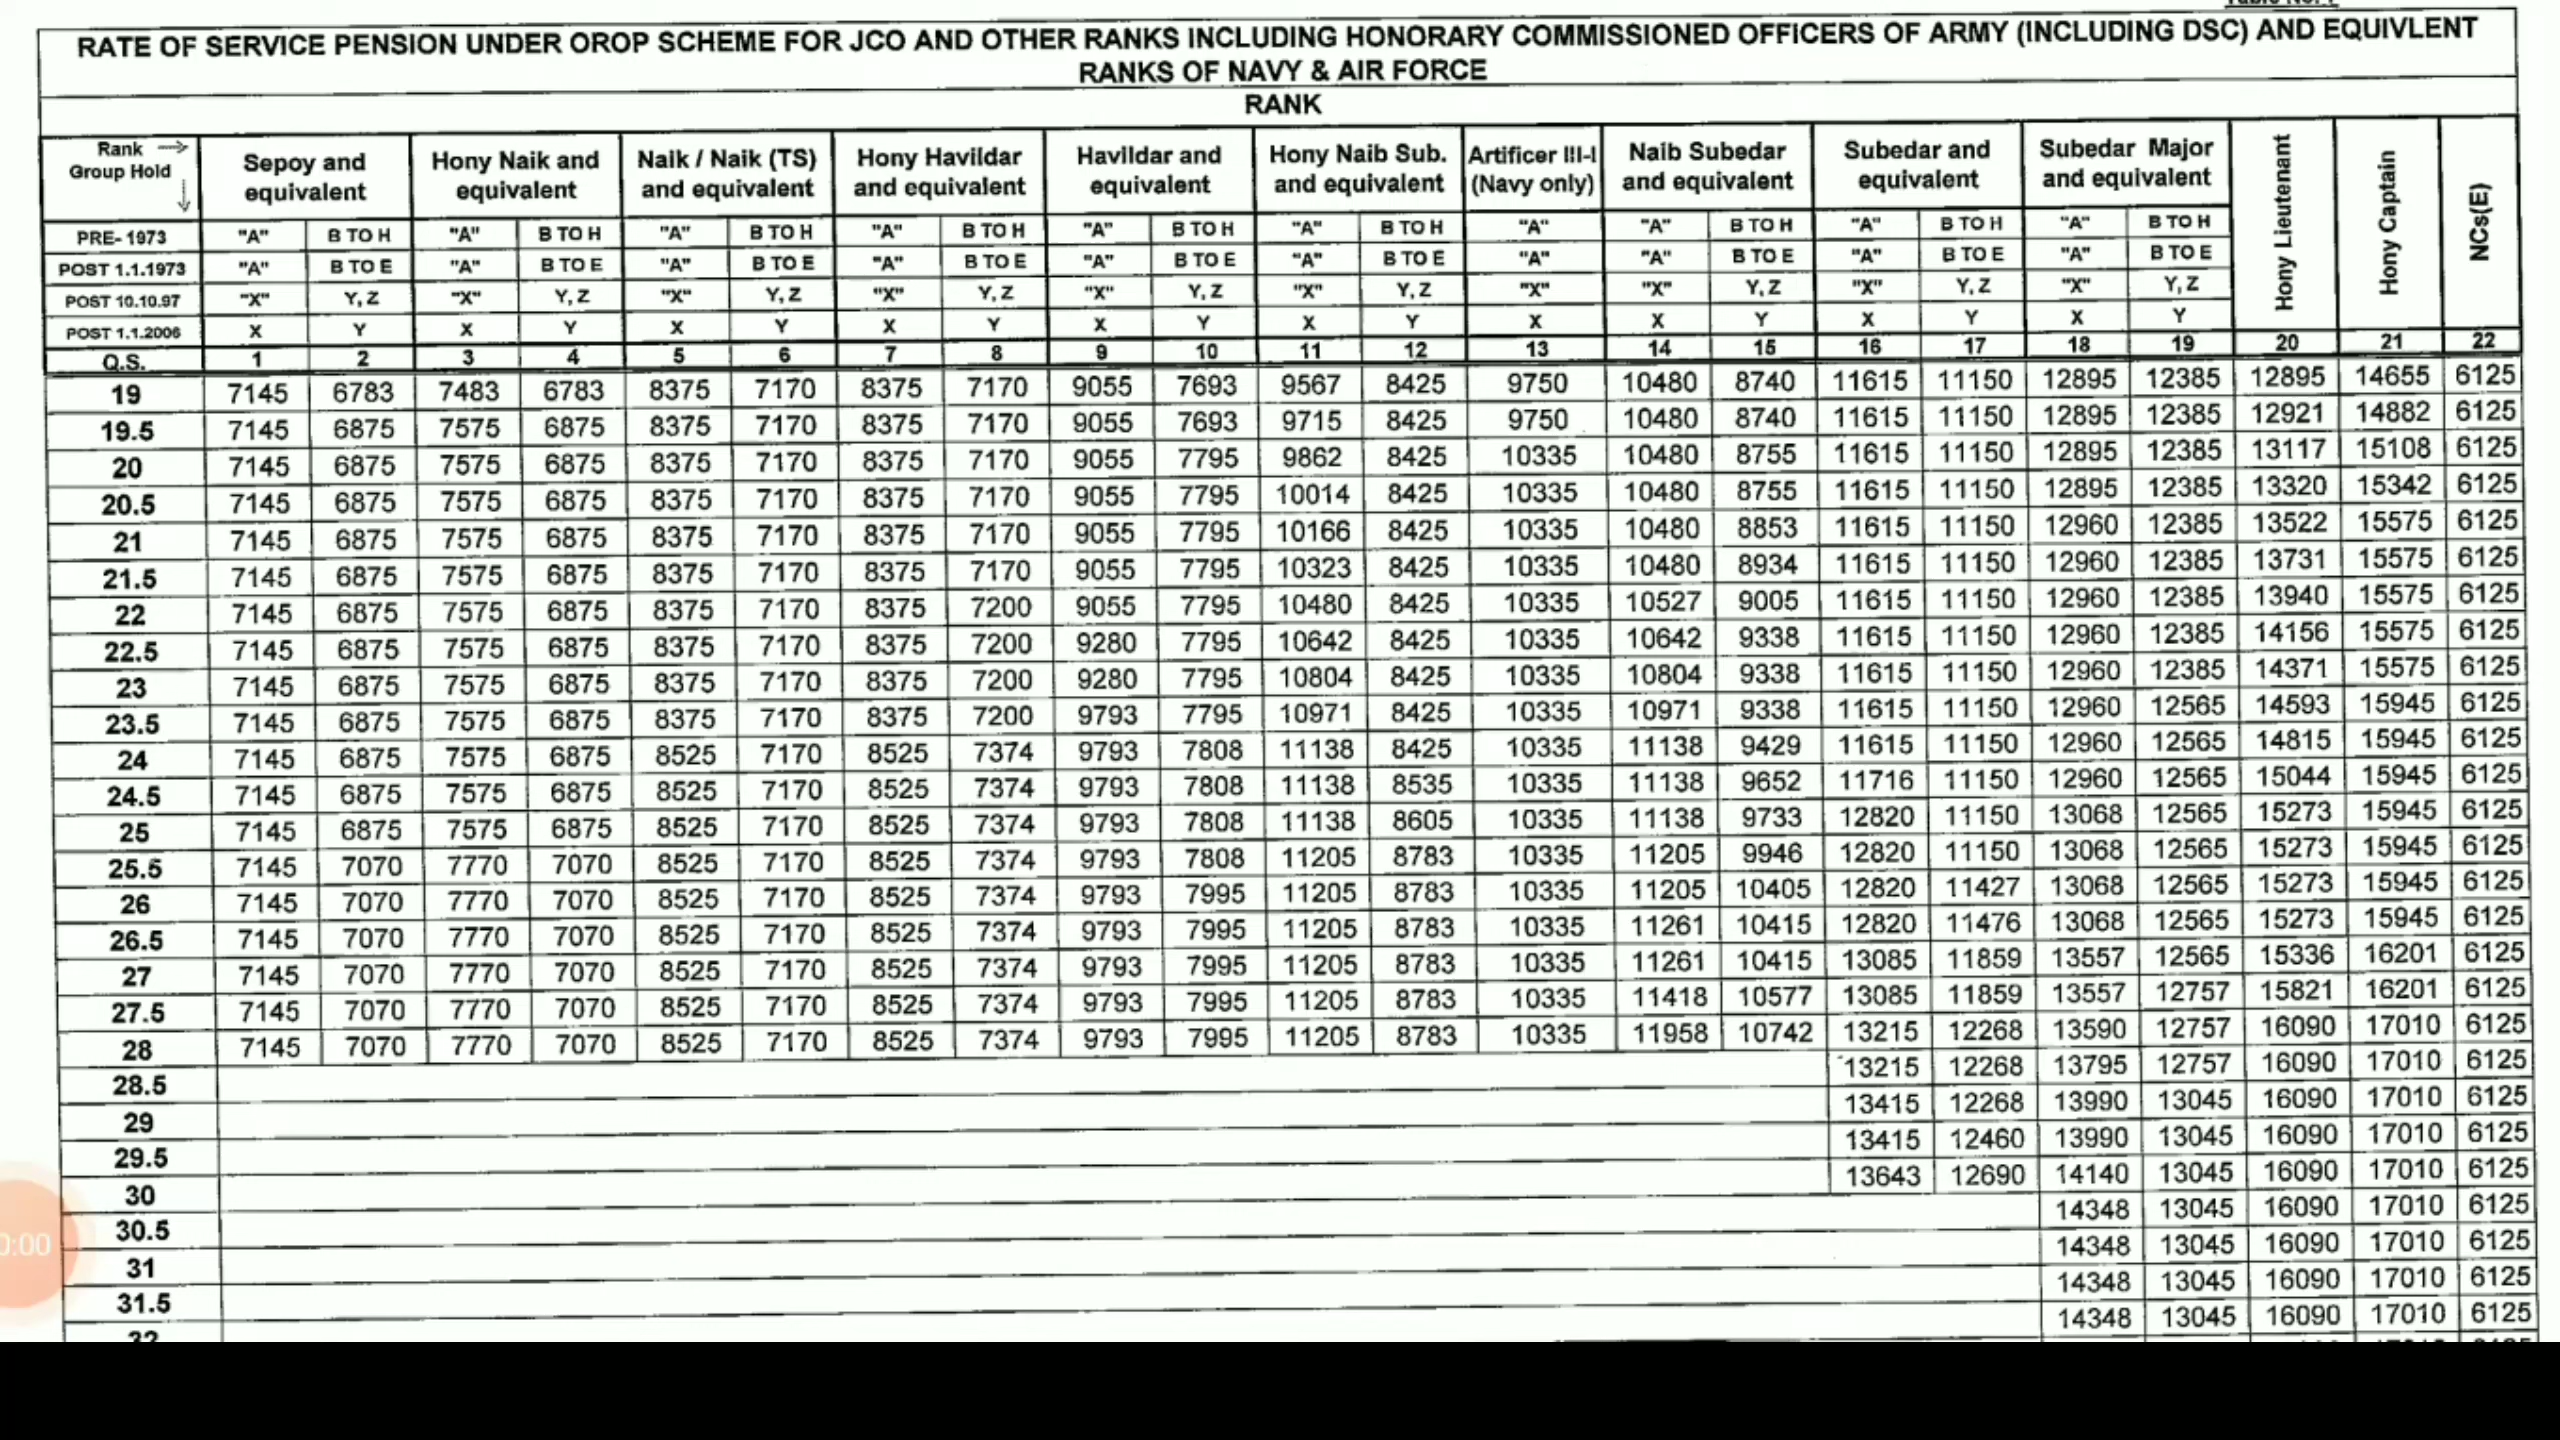 RATE OF SERVICE PENSION UNDER OROP SCHEME FOR JCO AND OTHER RANKS INCLUDING HONORARY COMMISSIONED OFFICERS OF ARMY (INCLUDING DSC) AND EQUIVLENT
RANKS OF NAVY & AIR FORCE
RANK
Rank → Group Hold ↓ Sepoy and equivalent Hony Naik and equivalent Naik / Naik (TS) and equivalent Hony Havildar and equivalent Havildar and equivalent Hony Naib Sub. and equivalent Artificer III-I (Navy only) Naib Subedar and equivalent Subedar and equivalent Subedar Major and equivalent Hony Lieutenant Hony Captain NCs(E)
PRE- 1973 "A" B TO H "A" B TO H "A" B TO H "A" B TO H "A" B TO H "A" B TO H "A" "A" B TO H "A" B TO H "A" B TO H
POST 1.1.1973 "A" B TO E "A" B TO E "A" B TO E "A" B TO E "A" B TO E "A" B TO E "A" "A" B TO E "A" B TO E "A" B TO E
POST 10.10.97 "X" Y, Z "X" Y, Z "X" Y, Z "X" Y, Z "X" Y, Z "X" Y, Z "X" "X" Y, Z "X" Y, Z "X" Y, Z
POST 1.1.2006 X Y X Y X Y X Y X Y X Y X X Y X Y X Y
Q.S. 1 2 3 4 5 6 7 8 9 10 11 12 13 14 15 16 17 18 19 20 21 22
19 7145 6783 7483 6783 8375 7170 8375 7170 9055 7693 9567 8425 9750 10480 8740 11615 11150 12895 12385 12895 14655 6125
19.5 7145 6875 7575 6875 8375 7170 8375 7170 9055 7693 9715 8425 9750 10480 8740 11615 11150 12895 12385 12921 14882 6125
20 7145 6875 7575 6875 8375 7170 8375 7170 9055 7795 9862 8425 10335 10480 8755 11615 11150 12895 12385 13117 15108 6125
20.5 7145 6875 7575 6875 8375 7170 8375 7170 9055 7795 10014 8425 10335 10480 8755 11615 11150 12895 12385 13320 15342 6125
21 7145 6875 7575 6875 8375 7170 8375 7170 9055 7795 10166 8425 10335 10480 8853 11615 11150 12960 12385 13522 15575 6125
21.5 7145 6875 7575 6875 8375 7170 8375 7170 9055 7795 10323 8425 10335 10480 8934 11615 11150 12960 12385 13731 15575 6125
22 7145 6875 7575 6875 8375 7170 8375 7200 9055 7795 10480 8425 10335 10527 9005 11615 11150 12960 12385 13940 15575 6125
22.5 7145 6875 7575 6875 8375 7170 8375 7200 9280 7795 10642 8425 10335 10642 9338 11615 11150 12960 12385 14156 15575 6125
23 7145 6875 7575 6875 8375 7170 8375 7200 9280 7795 10804 8425 10335 10804 9338 11615 11150 12960 12385 14371 15575 6125
23.5 7145 6875 7575 6875 8375 7170 8375 7200 9793 7795 10971 8425 10335 10971 9338 11615 11150 12960 12565 14593 15945 6125
24 7145 6875 7575 6875 8525 7170 8525 7374 9793 7808 11138 8425 10335 11138 9429 11615 11150 12960 12565 14815 15945 6125
24.5 7145 6875 7575 6875 8525 7170 8525 7374 9793 7808 11138 8535 10335 11138 9652 11716 11150 12960 12565 15044 15945 6125
25 7145 6875 7575 6875 8525 7170 8525 7374 9793 7808 11138 8605 10335 11138 9733 12820 11150 13068 12565 15273 15945 6125
25.5 7145 7070 7770 7070 8525 7170 8525 7374 9793 7808 11205 8783 10335 11205 9946 12820 11150 13068 12565 15273 15945 6125
26 7145 7070 7770 7070 8525 7170 8525 7374 9793 7995 11205 8783 10335 11205 10405 12820 11427 13068 12565 15273 15945 6125
26.5 7145 7070 7770 7070 8525 7170 8525 7374 9793 7995 11205 8783 10335 11261 10415 12820 11476 13068 12565 15273 15945 6125
27 7145 7070 7770 7070 8525 7170 8525 7374 9793 7995 11205 8783 10335 11261 10415 13085 11859 13557 12565 15336 16201 6125
27.5 7145 7070 7770 7070 8525 7170 8525 7374 9793 7995 11205 8783 10335 11418 10577 13085 11859 13557 12757 15821 16201 6125
28 7145 7070 7770 7070 8525 7170 8525 7374 9793 7995 11205 8783 10335 11958 10742 13215 12268 13590 12757 16090 17010 6125
28.5 13215 12268 13795 12757 16090 17010 6125
29 13415 12268 13990 13045 16090 17010 6125
29.5 13415 12460 13990 13045 16090 17010 6125
30 13643 12690 14140 13045 16090 17010 6125
30.5 14348 13045 16090 17010 6125
31 14348 13045 16090 17010 6125
31.5 14348 13045 16090 17010 6125
32 14348 13045 16090 17010 6125
0:00